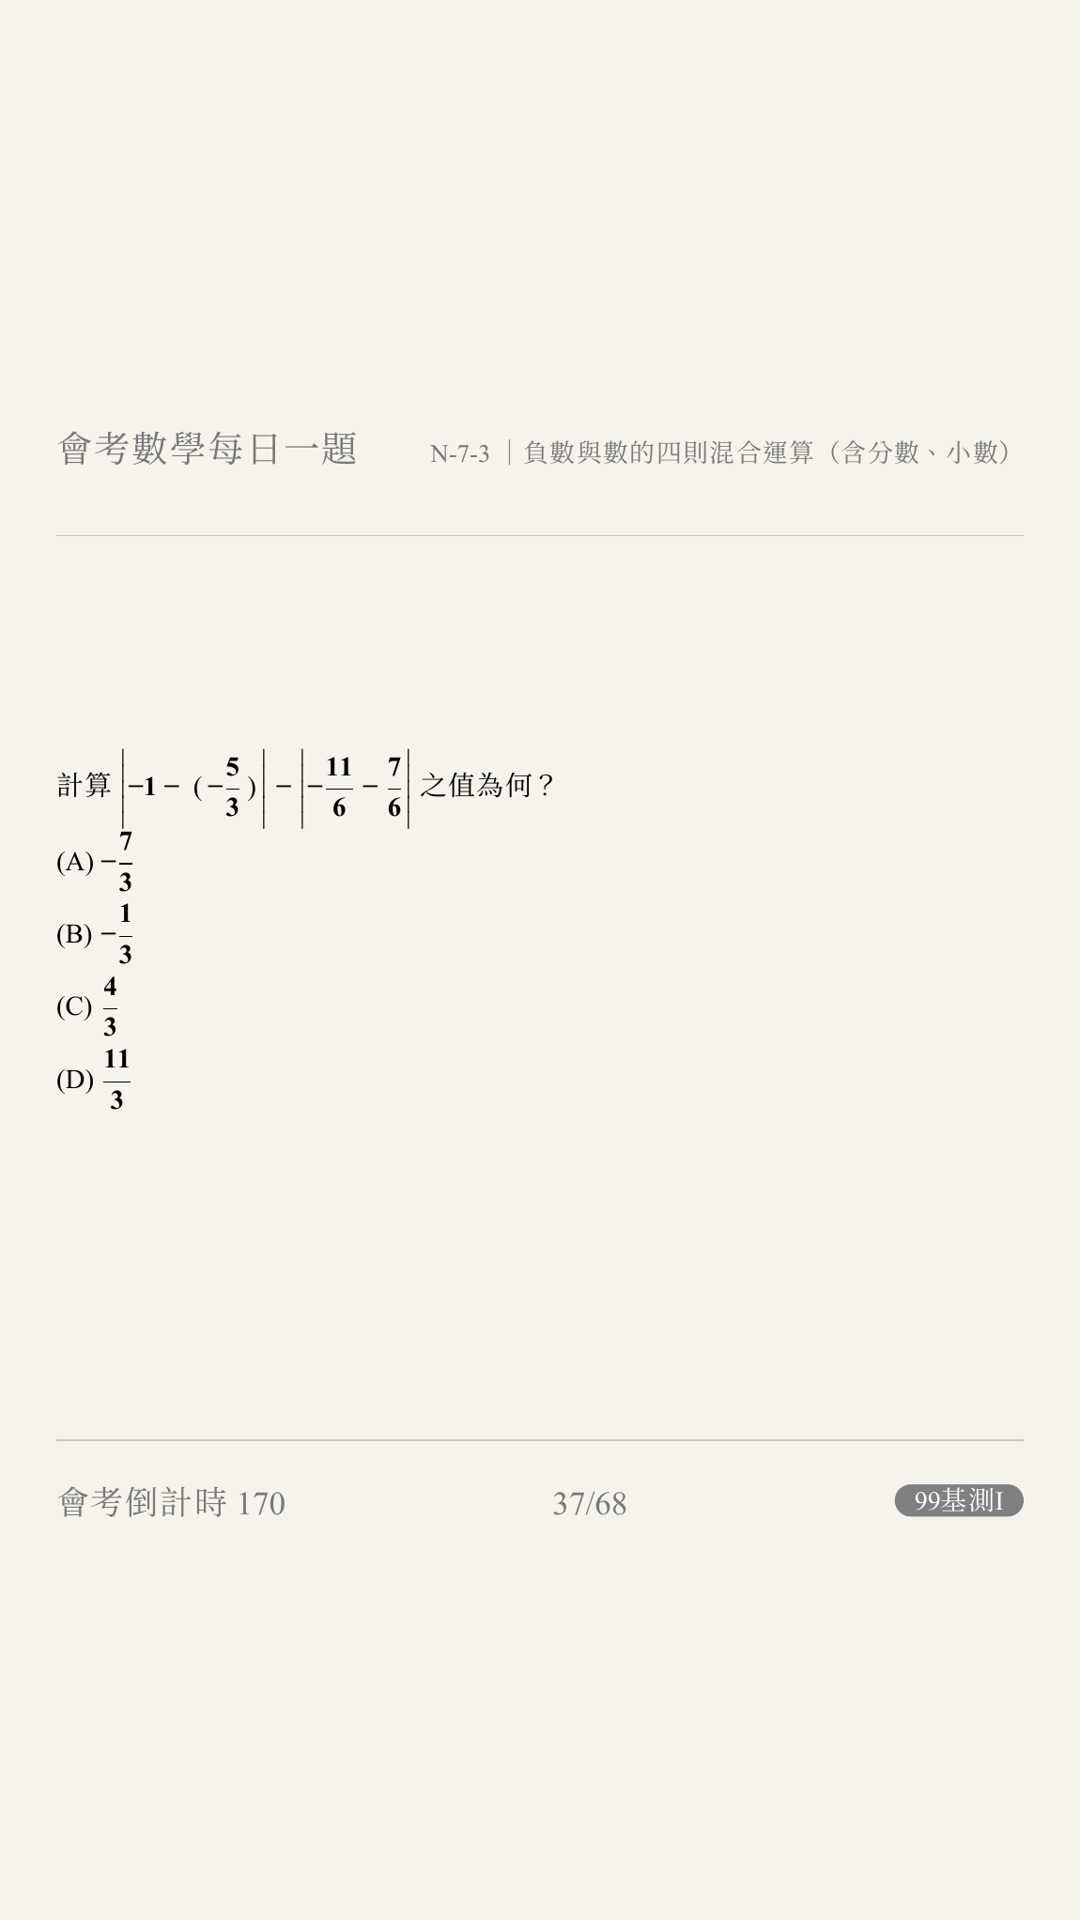 會考數學每日一題
N-7-3｜負數與數的四則混合運算（含分數、小數）
計算 |−1 − (−5/3)| − |−11/6 − 7/6| 之值為何？
(A) −7/3
(B) −1/3
(C) 4/3
(D) 11/3
會考倒計時 170
37/68
99基測I